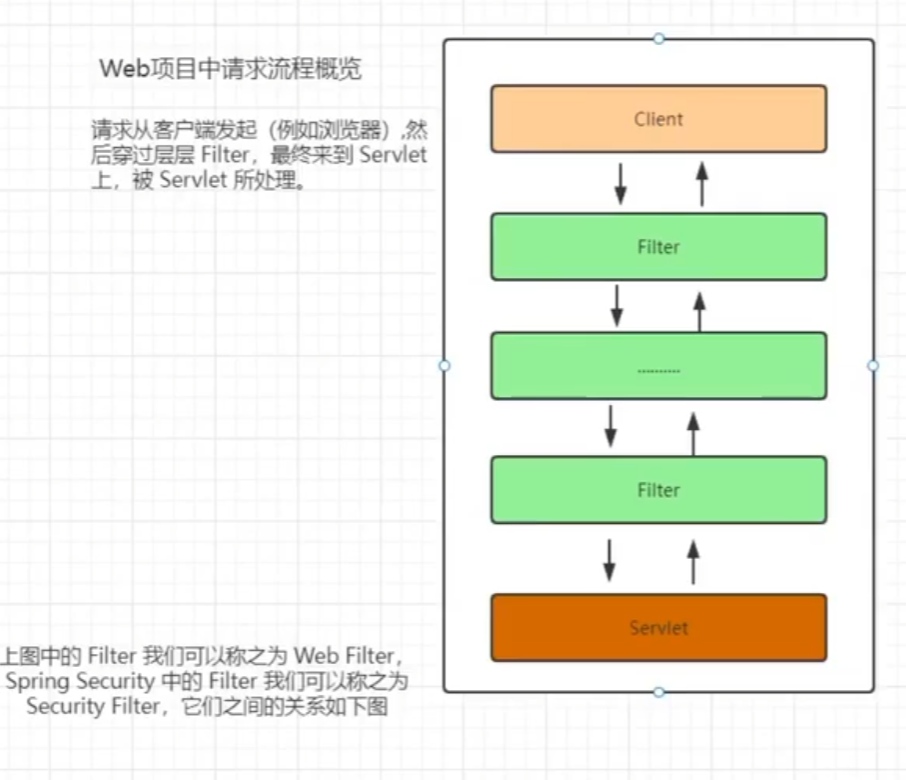 Web项目中请求流程概览
请求从客户端发起（例如浏览器）,然
后穿过层层 Filter，最终来到 Servlet
上，被 Servlet 所处理。
Client
Filter
..........
Filter
Servlet
上图中的 Filter 我们可以称之为 Web Filter，
Spring Security 中的 Filter 我们可以称之为
Security Filter，它们之间的关系如下图